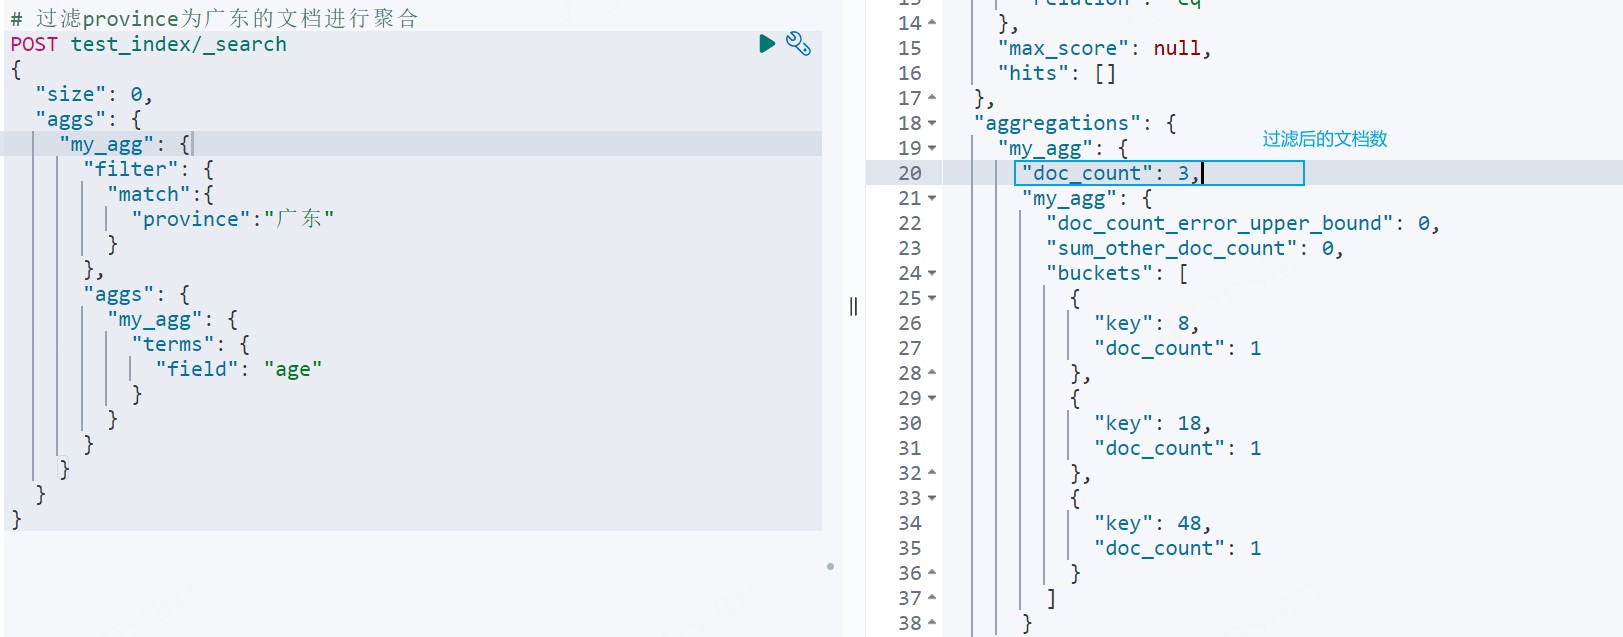 # 过滤province为广东的文档进行聚合
POST test_index/_search
{
  "size": 0,
  "aggs": {
    "my_agg": {
      "filter": {
        "match":{
          "province":"广东"
        }
      },
      "aggs": {
        "my_agg": {
          "terms": {
            "field": "age"
          }
        }
      }
    }
  }
}
14 },
15 "max_score": null,
16 "hits": []
17 },
18 "aggregations": {
过滤后的文档数
19 "my_agg": {
20 "doc_count": 3,
21 "my_agg": {
22 "doc_count_error_upper_bound": 0,
23 "sum_other_doc_count": 0,
24 "buckets": [
25 {
26 "key": 8,
27 "doc_count": 1
28 },
29 {
30 "key": 18,
31 "doc_count": 1
32 },
33 {
34 "key": 48,
35 "doc_count": 1
36 }
37 ]
38 }